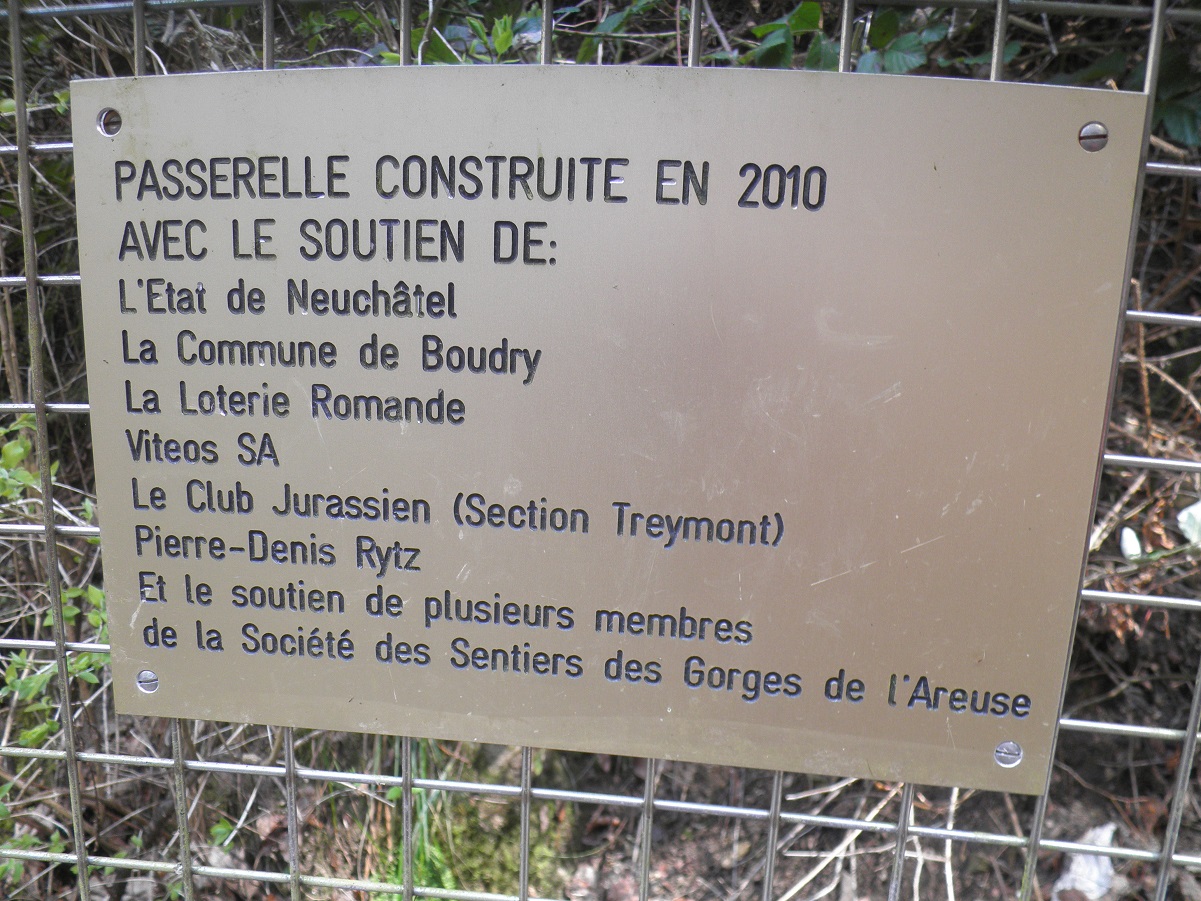 PASSERELLE CONSTRUITE EN 2010
AVEC LE SOUTIEN DE:
L'Etat de Neuchâtel
La Commune de Boudry
La Loterie Romande
Viteos SA
Le Club Jurassien (Section Treymont)
Pierre-Denis Rytz
Et le soutien de plusieurs membres
de la Société des Sentiers des Gorges de l'Areuse